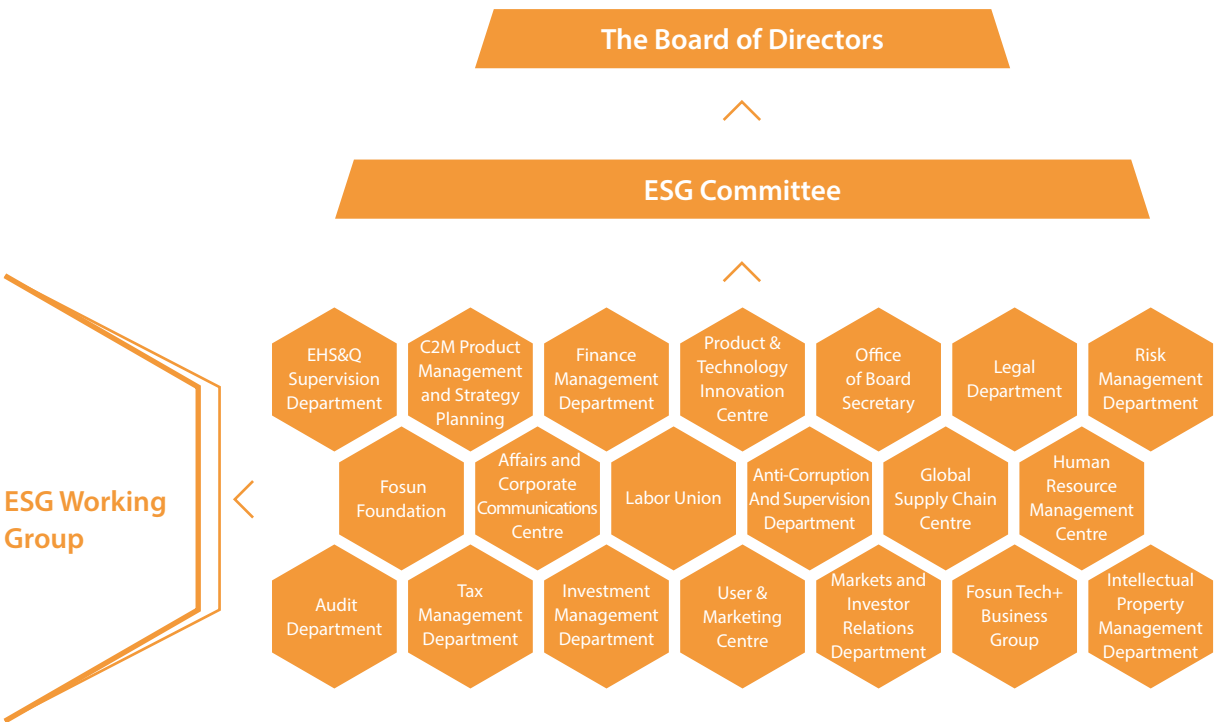 The Board of Directors
ESG Committee
EHS&Q
Supervision
Department
C2M Product
Management
and Strategy
Planning
Finance
Management
Department
Product &
Technology
Innovation
Centre
Office
of Board
Secretary
Legal
Department
Risk
Management
Department
ESG Working
Group
Fosun
Foundation
Affairs and
Corporate
Communications
Centre
Labor Union
Anti-Corruption
And Supervision
Department
Global
Supply Chain
Centre
Human
Resource
Management
Centre
Audit
Department
Tax
Management
Department
Investment
Management
Department
User &
Marketing
Centre
Markets and
Investor
Relations
Department
Fosun Tech+
Business
Group
Intellectual
Property
Management
Department